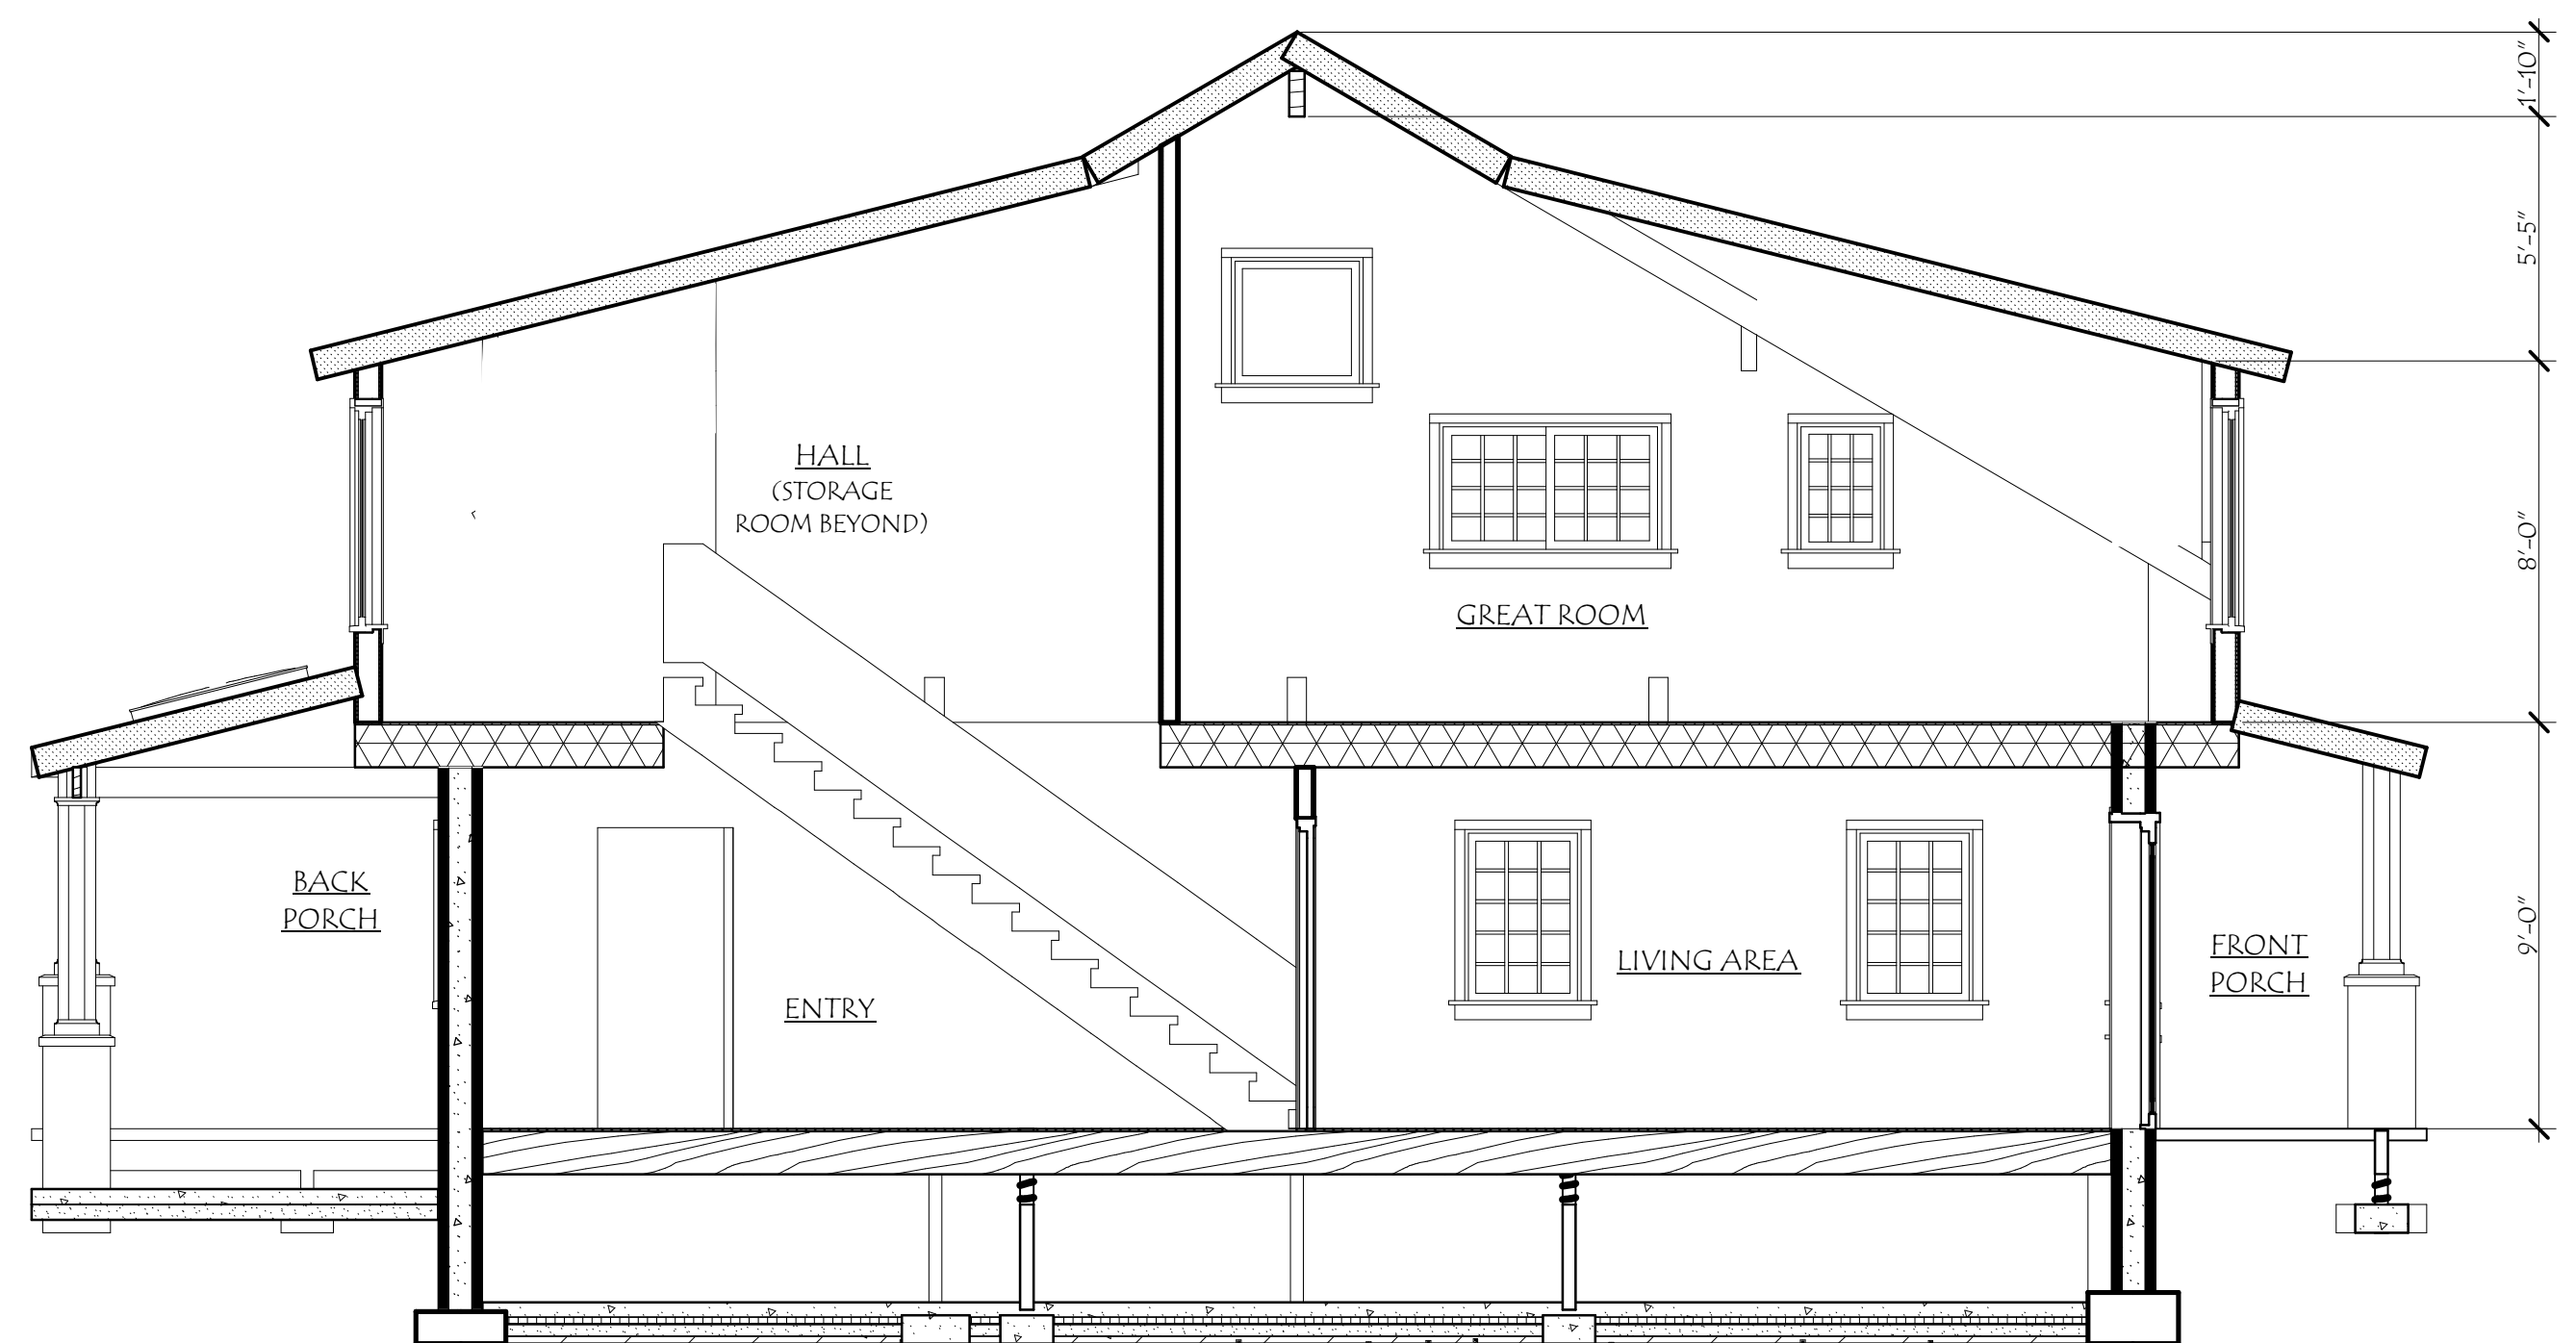 1'-10"
5'-5"
HALL
(STORAGE
ROOM BEYOND)
8'-0"
GREAT ROOM
BACK
PORCH
9'-0"
FRONT
PORCH
LIVING AREA
ENTRY